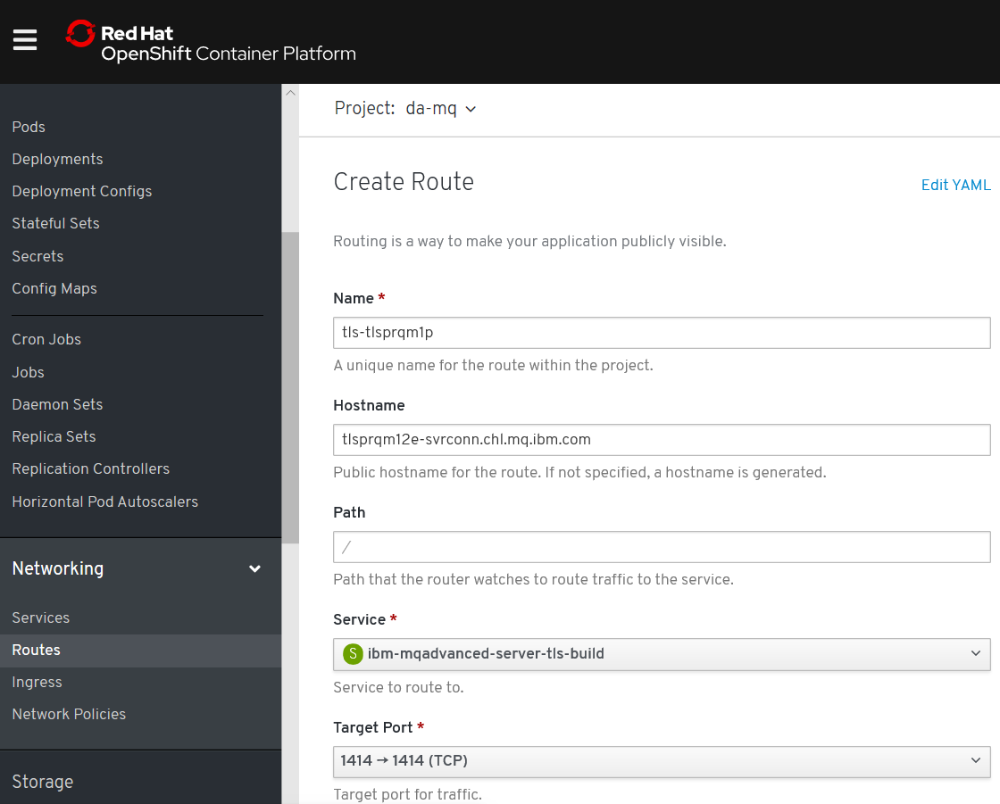 Red Hat
OpenShift Container Platform
Pods
Deployments
Deployment Configs
Stateful Sets
Secrets
Config Maps
Cron Jobs
Jobs
Daemon Sets
Replica Sets
Replication Controllers
Horizontal Pod Autoscalers
Networking
Services
Routes
Ingress
Network Policies
Storage
Project: da-mq
Create Route
Edit YAML
Routing is a way to make your application publicly visible.
Name *
tls-tlsprqm1p
A unique name for the route within the project.
Hostname
tlsprqm12e-svrconn.chl.mq.ibm.com
Public hostname for the route. If not specified, a hostname is generated.
Path
/
Path that the router watches to route traffic to the service.
Service *
S ibm-mqadvanced-server-tls-build
Service to route to.
Target Port *
1414 → 1414 (TCP)
Target port for traffic.